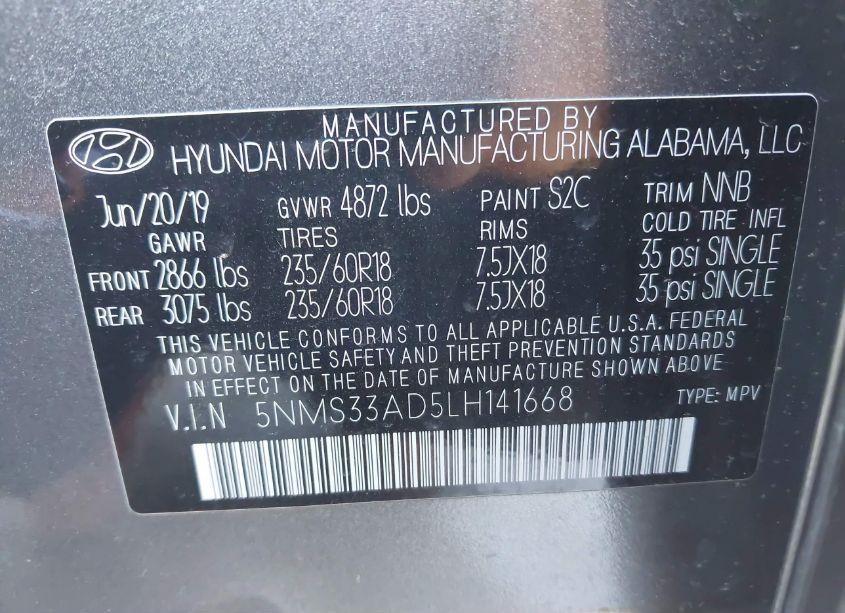 MANUFACTURED BY
HYUNDAI MOTOR MANUFACTURING ALABAMA, LLC
Jun/20/19 GVWR 4872 lbs PAINT S2C TRIM NNB
GAWR TIRES RIMS COLD TIRE INFL
FRONT 2866 lbs 235/60R18 7.5JX18 35 psi SINGLE
REAR 3075 lbs 235/60R18 7.5JX18 35 psi SINGLE
THIS VEHICLE CONFORMS TO ALL APPLICABLE U.S.A. FEDERAL
MOTOR VEHICLE SAFETY AND THEFT PREVENTION STANDARDS
IN EFFECT ON THE DATE OF MANUFACTURE SHOWN ABOVE.
V.I.N 5NMS33AD5LH141668 TYPE: MPV